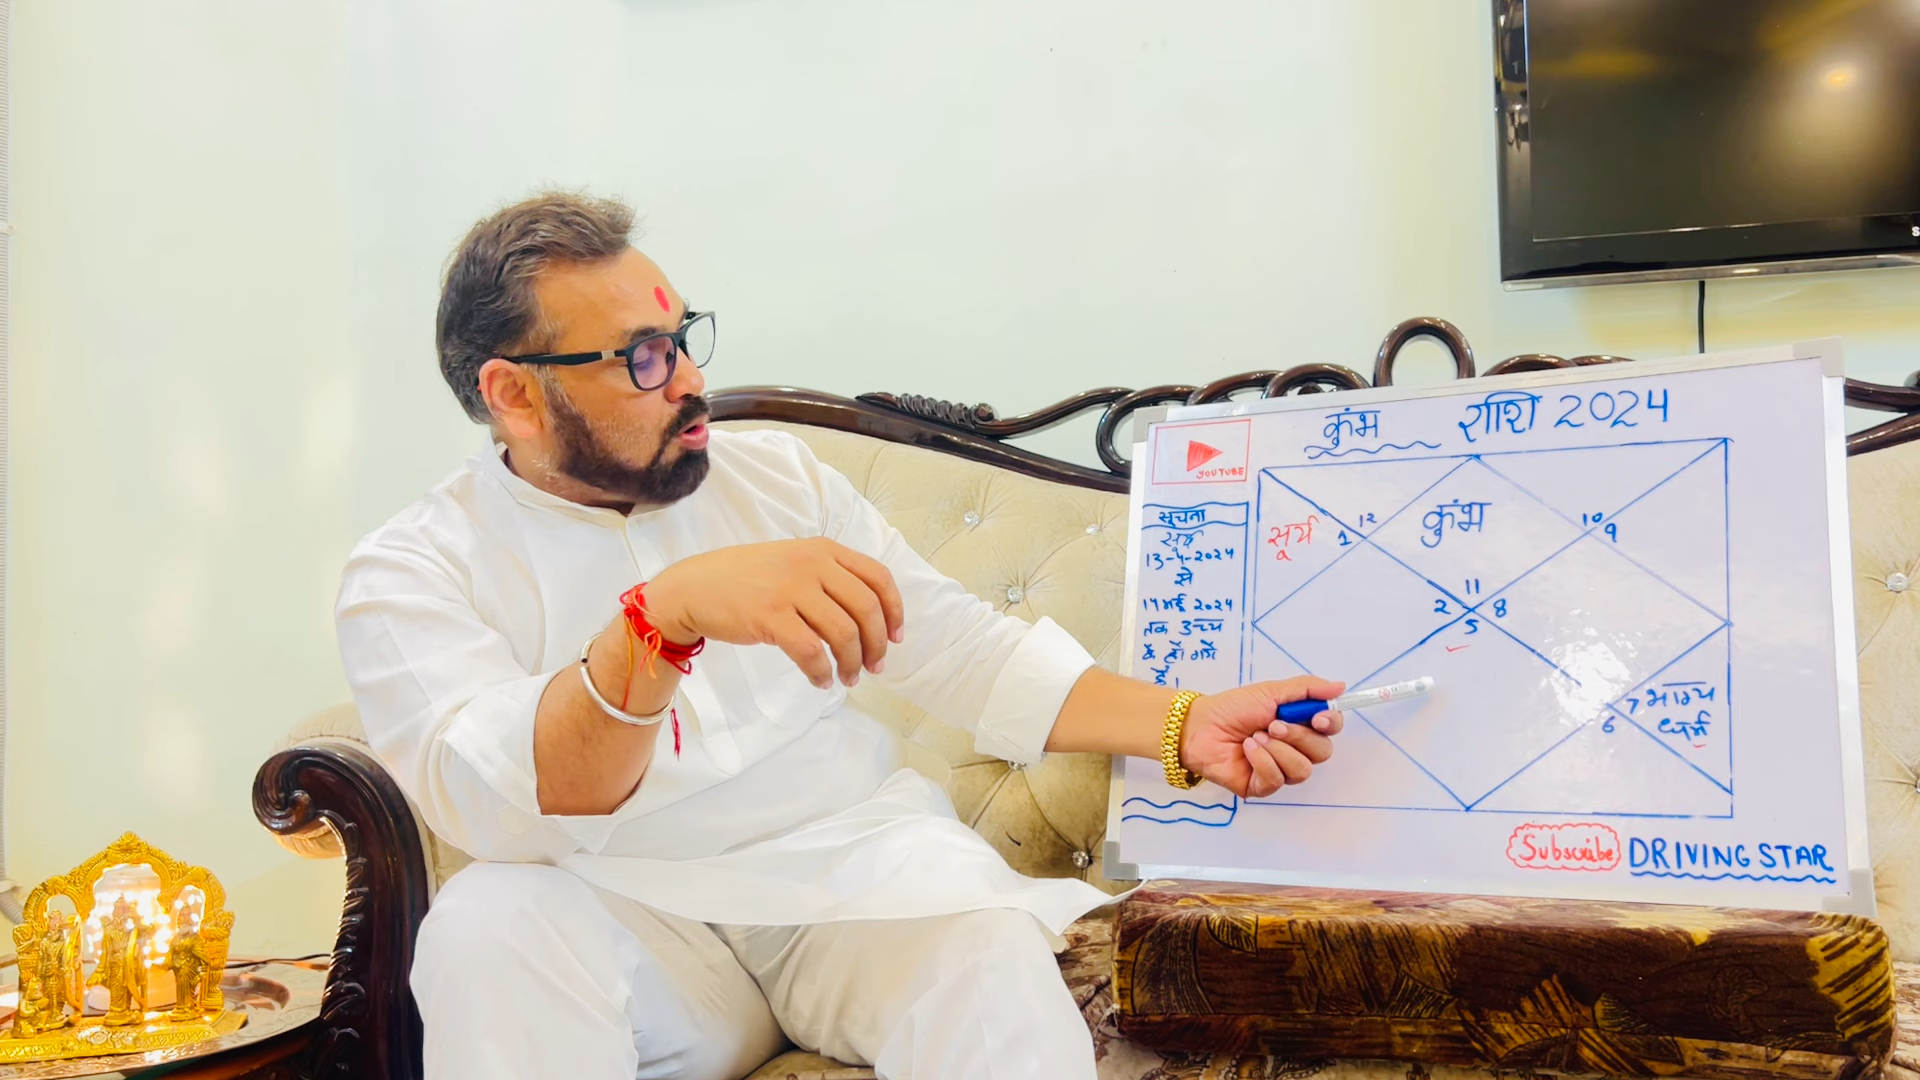 कुंभ राशि 2024
YOUTUBE
सूचना
सूर्य
13-4-2024
से
14 मई 2024
तक उच्च
के हो गये
हैं।
सूर्य
1
12
कुंभ
10
9
11
2
8
5
7 भाग्य
6 धर्म
Subscribe DRIVING STAR
S